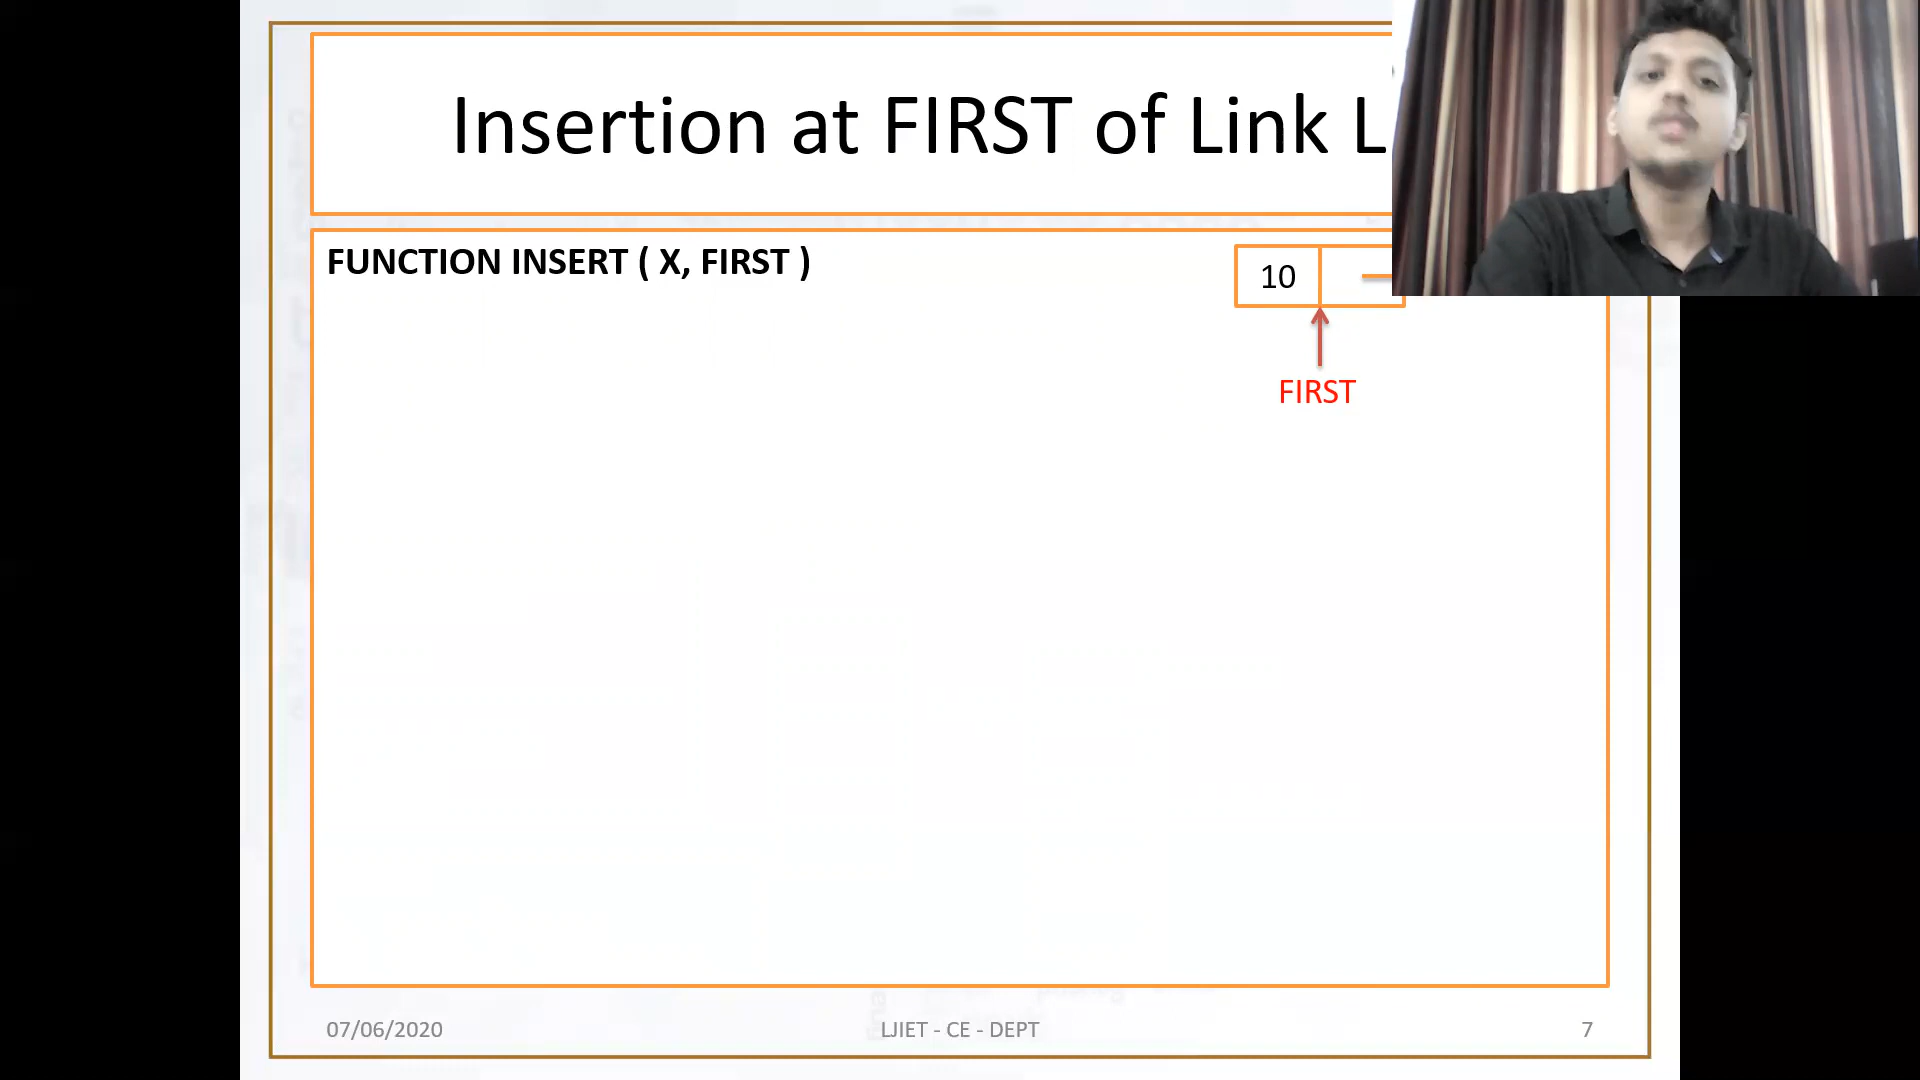 Insertion at FIRST of Link L
FUNCTION INSERT ( X, FIRST )
10
FIRST
07/06/2020
LJIET - CE - DEPT
7